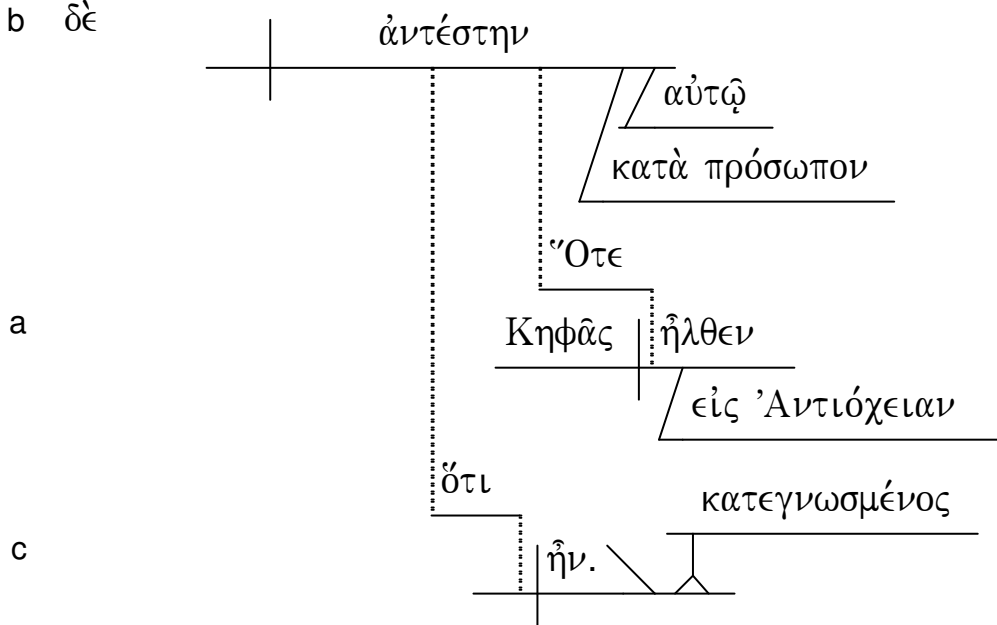 b δὲ
ἀντέστην
αὐτῷ
κατὰ πρόσωπον
Ὅτε
a Κηφᾶς ἦλθεν
εἰς Ἀντιόχειαν
ὅτι
κατεγνωσμένος
c ἦν.